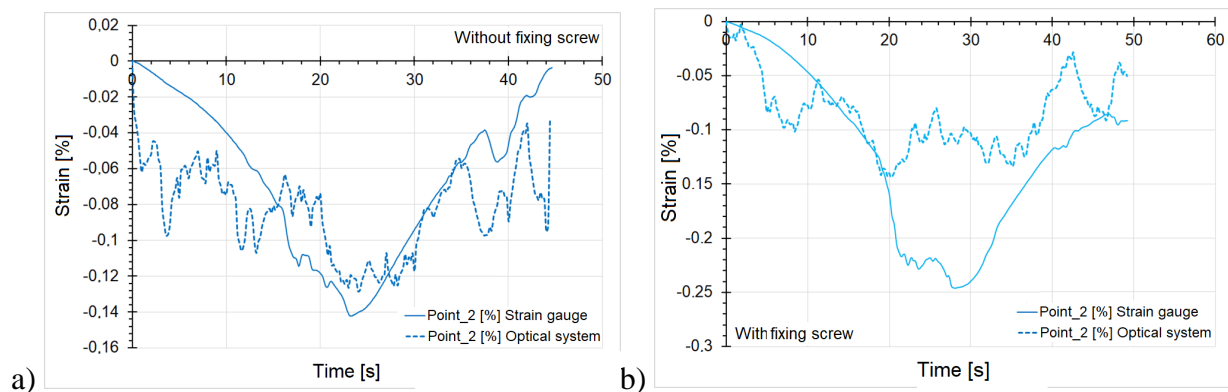 0,02
Without fixing screw
0
0
10
20
30
40
50
-0.02
-0.04
-0.06
-0.08
-0.1
-0.12
-0.14
-0,16
Strain [%]
Point_2 [%] Strain gauge
Point_2 [%] Optical system
Time [s]
a)
0
0
10
20
30
40
50
60
-0.05
-0.1
-0.15
-0.2
-0.25
-0.3
Strain [%]
With fixing screw
Point_2 [%] Strain gauge
Point_2 [%] Optical system
Time [s]
b)